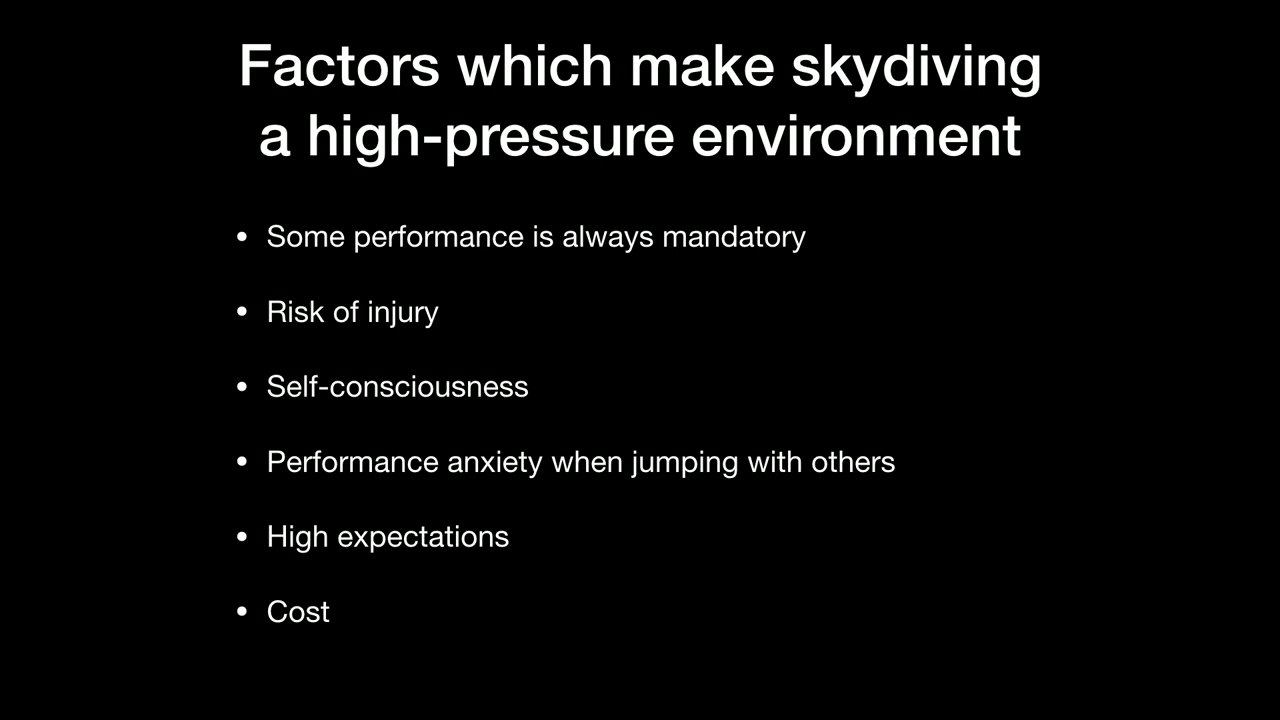 Factors which make skydiving
a high-pressure environment
• Some performance is always mandatory
• Risk of injury
• Self-consciousness
• Performance anxiety when jumping with others
• High expectations
• Cost